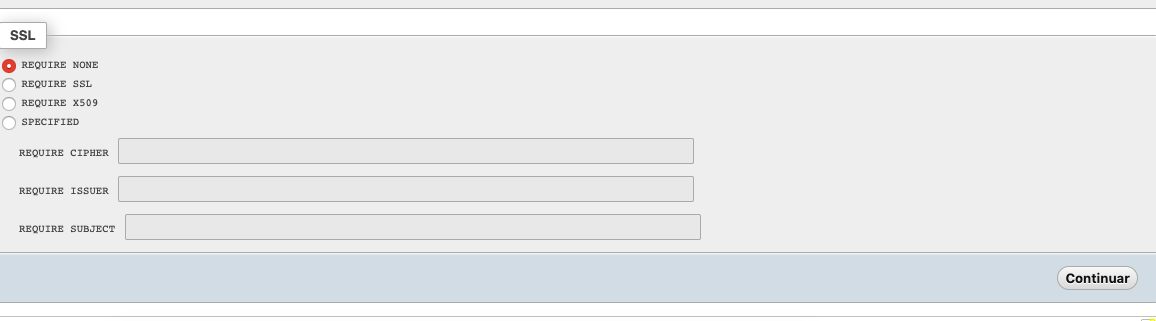 SSL
REQUIRE NONE
REQUIRE SSL
REQUIRE X509
SPECIFIED
REQUIRE CIPHER
REQUIRE ISSUER
REQUIRE SUBJECT
Continuar